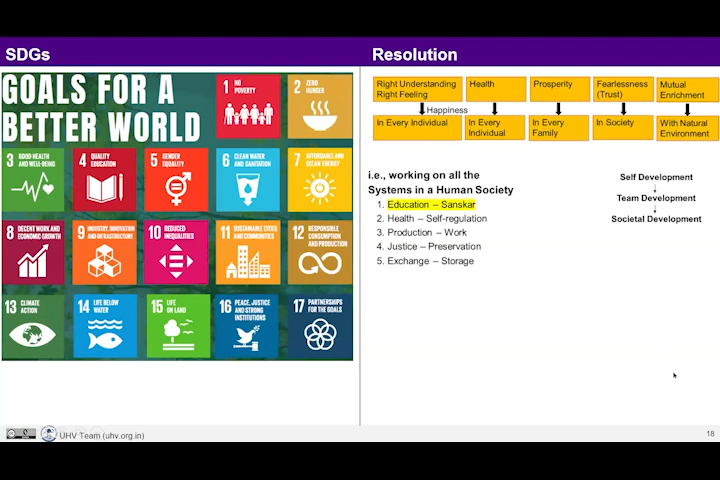 SDGs
GOALS FOR A
BETTER WORLD
1 NO
POVERTY
2 ZERO
HUNGER
3 GOOD HEALTH
AND WELL-BEING
4 QUALITY
EDUCATION
5 GENDER
EQUALITY
6 CLEAN WATER
AND SANITATION
7 AFFORDABLE AND
CLEAN ENERGY
8 DECENT WORK AND
ECONOMIC GROWTH
9 INDUSTRY, INNOVATION
AND INFRASTRUCTURE
10 REDUCED
INEQUALITIES
11 SUSTAINABLE CITIES
AND COMMUNITIES
12 RESPONSIBLE
CONSUMPTION
AND PRODUCTION
13 CLIMATE
ACTION
14 LIFE BELOW
WATER
15 LIFE
ON LAND
16 PEACE, JUSTICE
AND STRONG
INSTITUTIONS
17 PARTNERSHIPS
FOR THE GOALS
Resolution
Right Understanding
Right Feeling
Health
Prosperity
Fearlessness
(Trust)
Mutual
Enrichment
Happiness
In Every Individual
In Every
Individual
In Every
Family
In Society
With Natural
Environment
i.e., working on all the
Systems in a Human Society
1. Education – Sanskar
2. Health – Self-regulation
3. Production – Work
4. Justice – Preservation
5. Exchange – Storage
Self Development
Team Development
Societal Development
UHV Team (uhv.org.in)
18